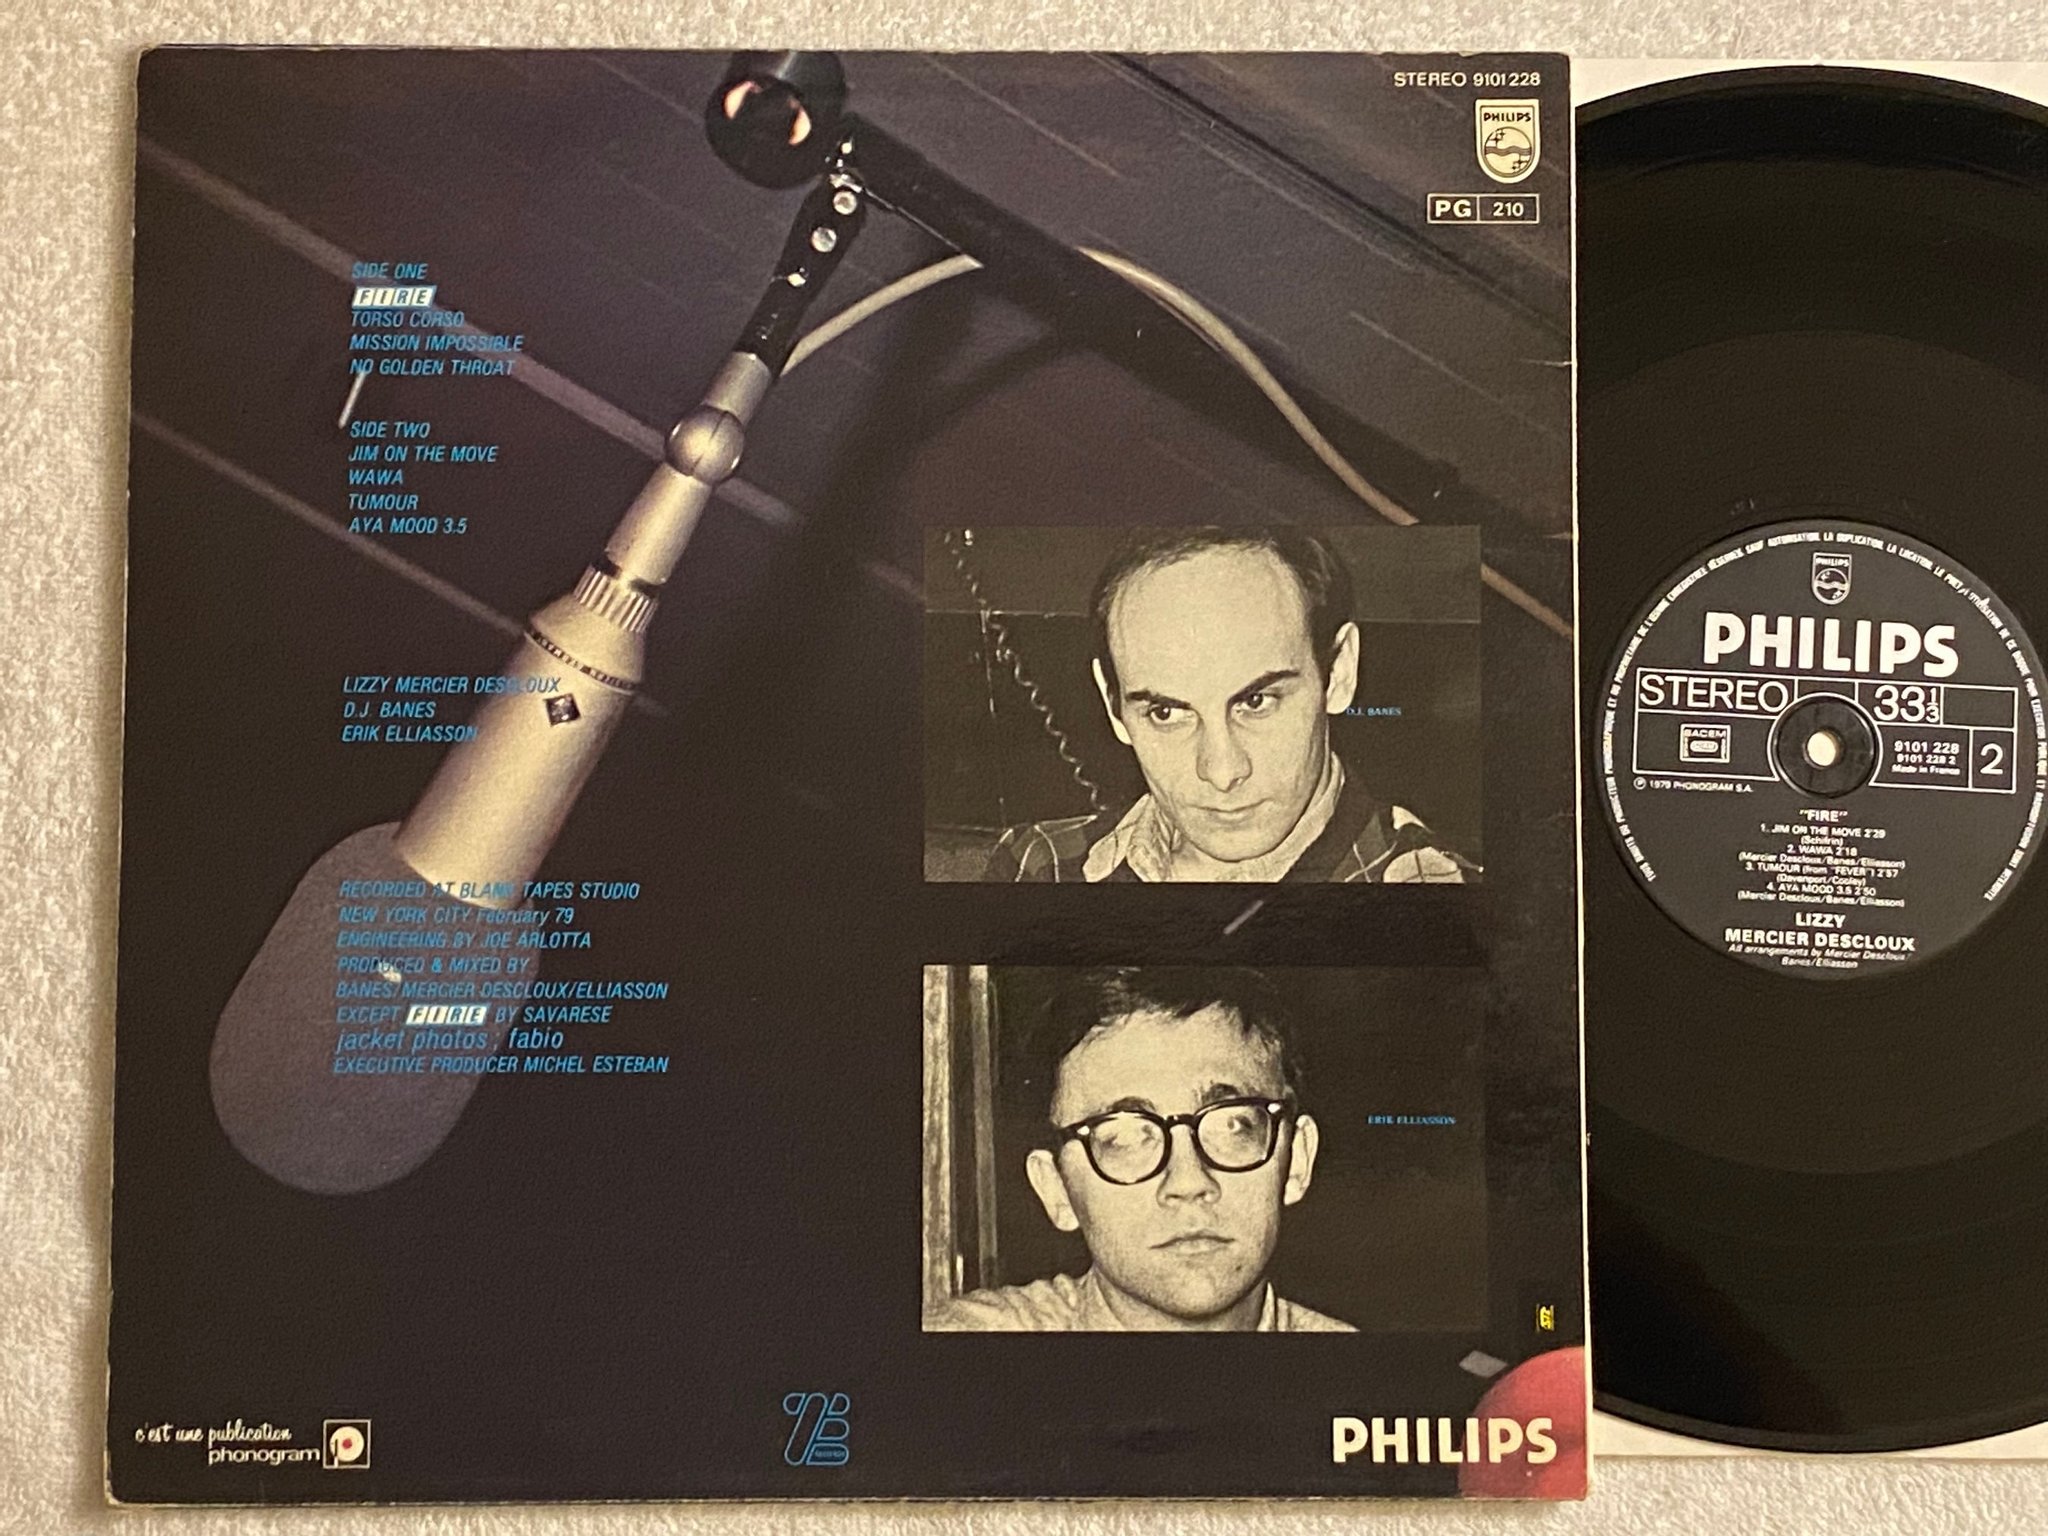 STEREO 9101228
PHILIPS
PG 210
SIDE ONE
FIRE
TORSO CORSO
MISSION IMPOSSIBLE
NO GOLDEN THROAT
SIDE TWO
JIM ON THE MOVE
WAWA
TUMOUR
AYA MOOD 3.5
LIZZY MERCIER DESCLOUX
D.J. BANES
ERIK ELLIASSON
RECORDED AT BLANK TAPES STUDIO
NEW YORK CITY February 79
ENGINEERING BY JOE ARLOTTA
PRODUCED & MIXED BY
BANES/MERCIER DESCLOUX/ELLIASSON
EXCEPT FIRE BY SAVARESE
jacket photos ; fabio
EXECUTIVE PRODUCER MICHEL ESTEBAN
D.J. BANES
ERIK ELLIASSON
c'est une publication
phonogram
PHILIPS
PHILIPS
PHILIPS
STEREO 33 1/3
SACEM
9101 228
9101 228 2
Made in France
2
℗ 1979 PHONOGRAM S.A.
"FIRE"
1. JIM ON THE MOVE 2'29
(Schifrin)
2. WAWA 2'18
(Mercier Descloux/Banes/Elliasson)
3. TUMOUR (from "FEVER") 2'57
(Davenport/Cooley)
4. AYA MOOD 3.5 2'50
(Mercier Descloux/Banes/Elliasson)
LIZZY
MERCIER DESCLOUX
All arrangements by Mercier Descloux/
Banes/Elliasson